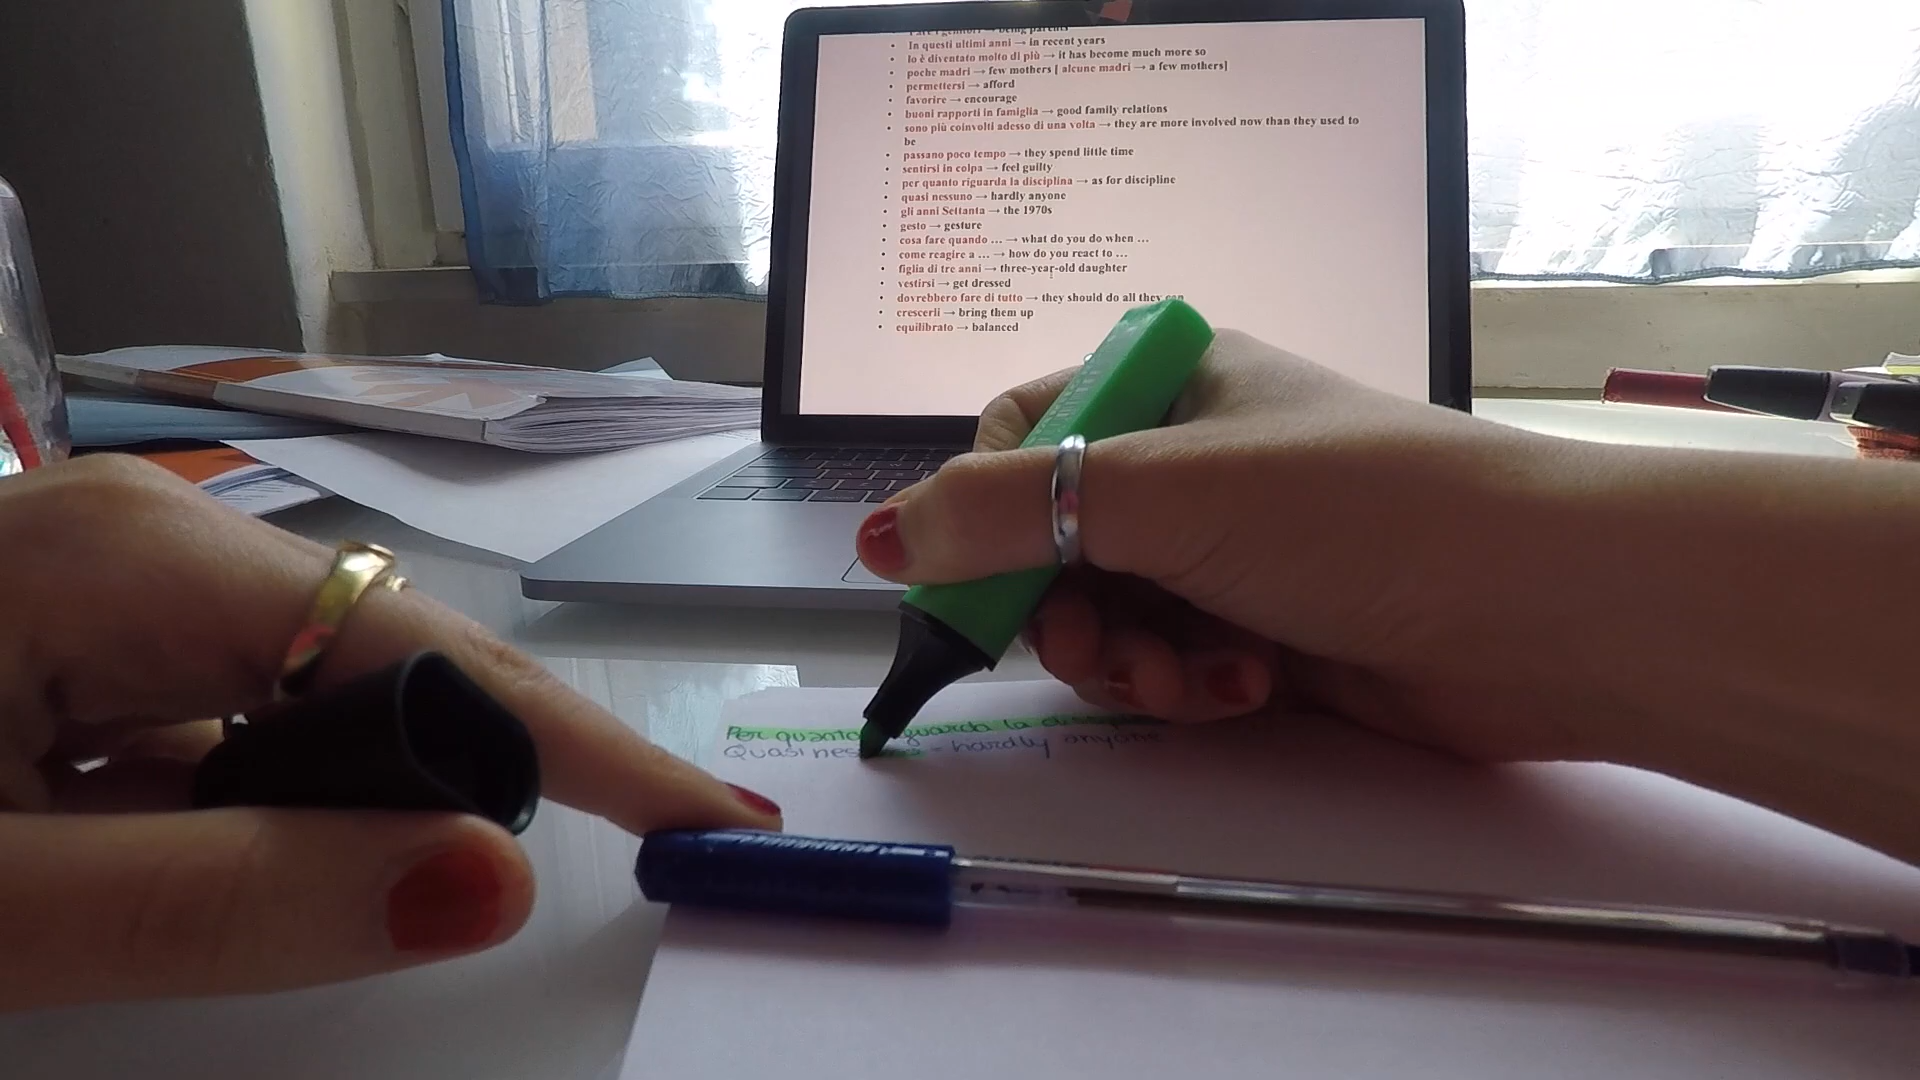 In questi ultimi anni → in recent years
lo è diventato molto di più → it has become much more so
poche madri → few mothers [ alcune madri → a few mothers]
permettersi → afford
favorire → encourage
buoni rapporti in famiglia → good family relations
sono più coinvolti adesso di una volta → they are more involved now than they used to
be
passano poco tempo → they spend little time
sentirsi in colpa → feel guilty
per quanto riguarda la disciplina → as for discipline
quasi nessuno → hardly anyone
gli anni Settanta → the 1970s
gesto → gesture
cosa fare quando ... → what do you do when ...
come reagire a ... → how do you react to ...
figlia di tre anni → three-year-old daughter
vestirsi → get dressed
dovrebbero fare di tutto → they should do all they can
crescerli → bring them up
equilibrato → balanced
Per quanto la
Quasi - hardly anyone